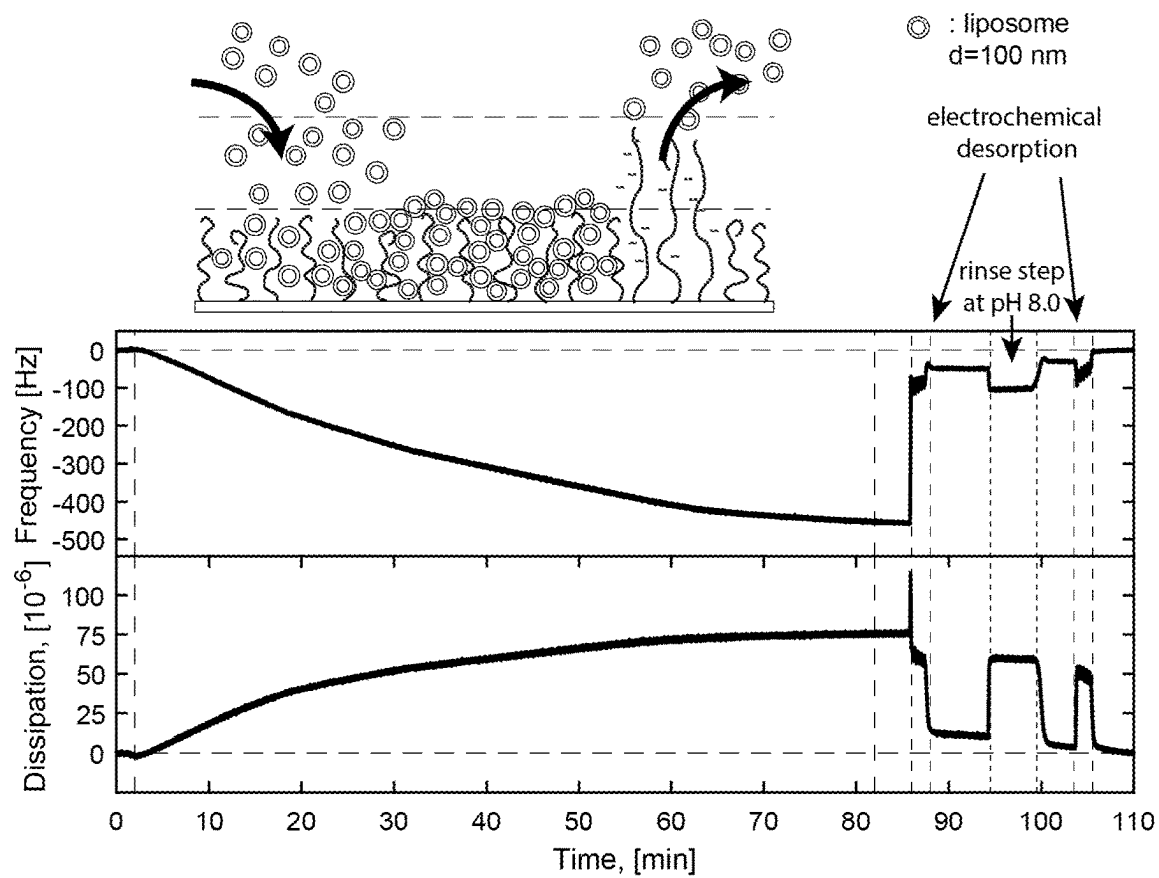 : liposome
d=100 nm
electrochemical
desorption
rinse step
at pH 8.0
Frequency [Hz]
0
-100
-200
-300
-400
-500
Dissipation, [10-6]
100
75
50
25
0
0 10 20 30 40 50 60 70 80 90 100 110
Time, [min]